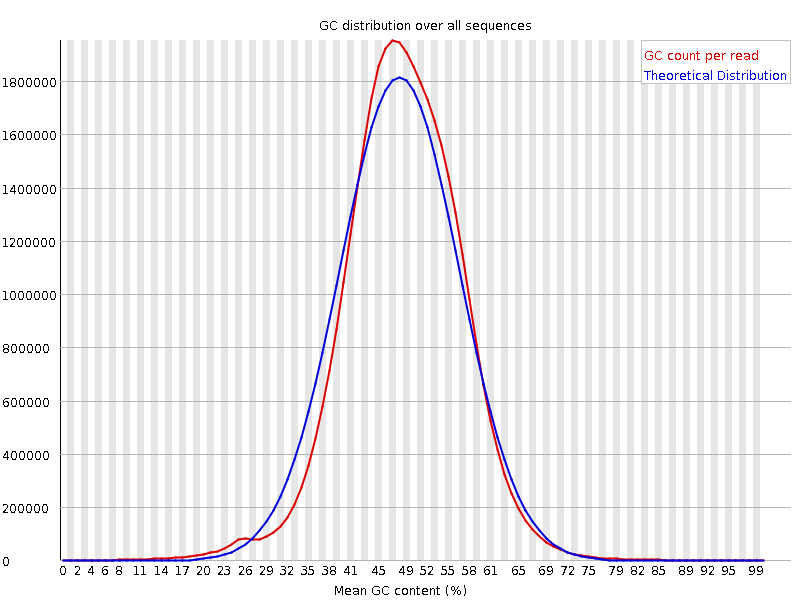 GC distribution over all sequences
GC count per read
Theoretical Distribution
1800000
1600000
1400000
1200000
1000000
800000
600000
400000
200000
0
0 2 4 6 8 11 14 17 20 23 26 29 32 35 38 41 45 49 52 55 58 61 65 69 72 75 79 82 85 89 92 95 99
Mean GC content (%)